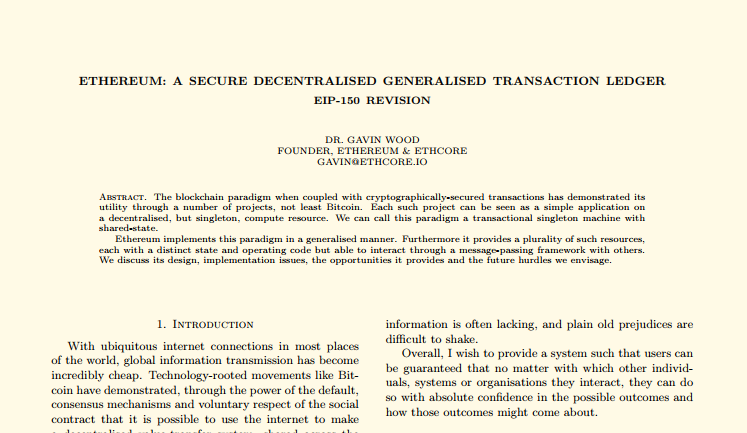 ETHEREUM: A SECURE DECENTRALISED GENERALISED TRANSACTION LEDGER
EIP-150 REVISION
DR. GAVIN WOOD
FOUNDER, ETHEREUM & ETHCORE
GAVIN@ETHCORE.IO
Abstract. The blockchain paradigm when coupled with cryptographically-secured transactions has demonstrated its
utility through a number of projects, not least Bitcoin. Each such project can be seen as a simple application on
a decentralised, but singleton, compute resource. We can call this paradigm a transactional singleton machine with
shared-state.
Ethereum implements this paradigm in a generalised manner. Furthermore it provides a plurality of such resources,
each with a distinct state and operating code but able to interact through a message-passing framework with others.
We discuss its design, implementation issues, the opportunities it provides and the future hurdles we envisage.
1. Introduction
With ubiquitous internet connections in most places
of the world, global information transmission has become
incredibly cheap. Technology-rooted movements like Bit-
coin have demonstrated, through the power of the default,
consensus mechanisms and voluntary respect of the social
contract that it is possible to use the internet to make
a decentralised value-transfer system, shared across the
information is often lacking, and plain old prejudices are
difficult to shake.
Overall, I wish to provide a system such that users can
be guaranteed that no matter with which other individ-
uals, systems or organisations they interact, they can do
so with absolute confidence in the possible outcomes and
how those outcomes might come about.